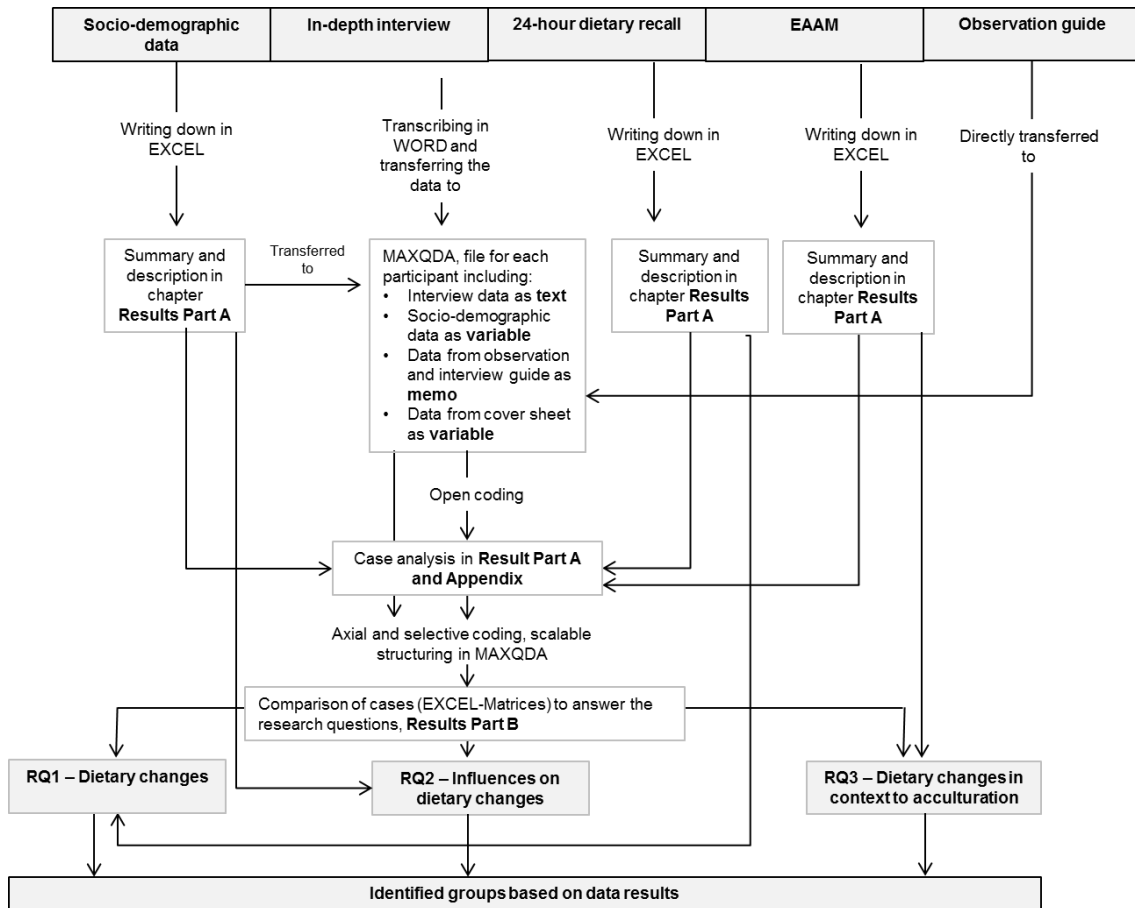 Socio-demographic
data
In-depth interview
24-hour dietary recall
EAAM
Observation guide
Writing down in
EXCEL
Transcribing in
WORD and
transferring the
data to
Writing down in
EXCEL
Writing down in
EXCEL
Directly transferred
to
Summary and
description in
chapter
Results Part A
Transferred
to
MAXQDA, file for each
participant including:
• Interview data as text
• Socio-demographic
data as variable
• Data from observation
and interview guide as
memo
• Data from cover sheet
as variable
Summary and
description in
chapter Results
Part A
Summary and
description in
chapter Results
Part A
Open coding
Case analysis in Result Part A
and Appendix
Axial and selective coding, scalable
structuring in MAXQDA
Comparison of cases (EXCEL-Matrices) to answer the
research questions, Results Part B
RQ1 – Dietary changes
RQ2 – Influences on
dietary changes
RQ3 – Dietary changes in
context to acculturation
Identified groups based on data results